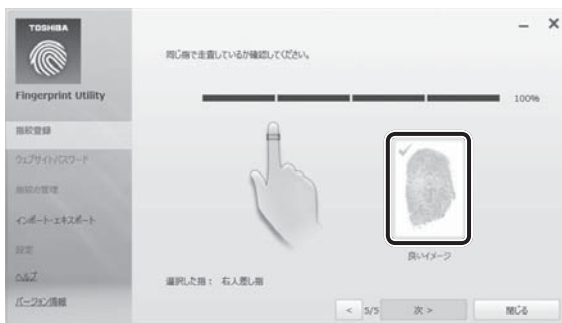 TOSHIBA
Fingerprint Utility
指紋登録
ウェブサイトパスワード
指紋の管理
インポート・エキスポート
設定
ヘルプ
バージョン情報
同じ指で走査しているか確認してください。
100%
良いイメージ
選択した指： 右人差し指
< 5/5 次 > 閉じる